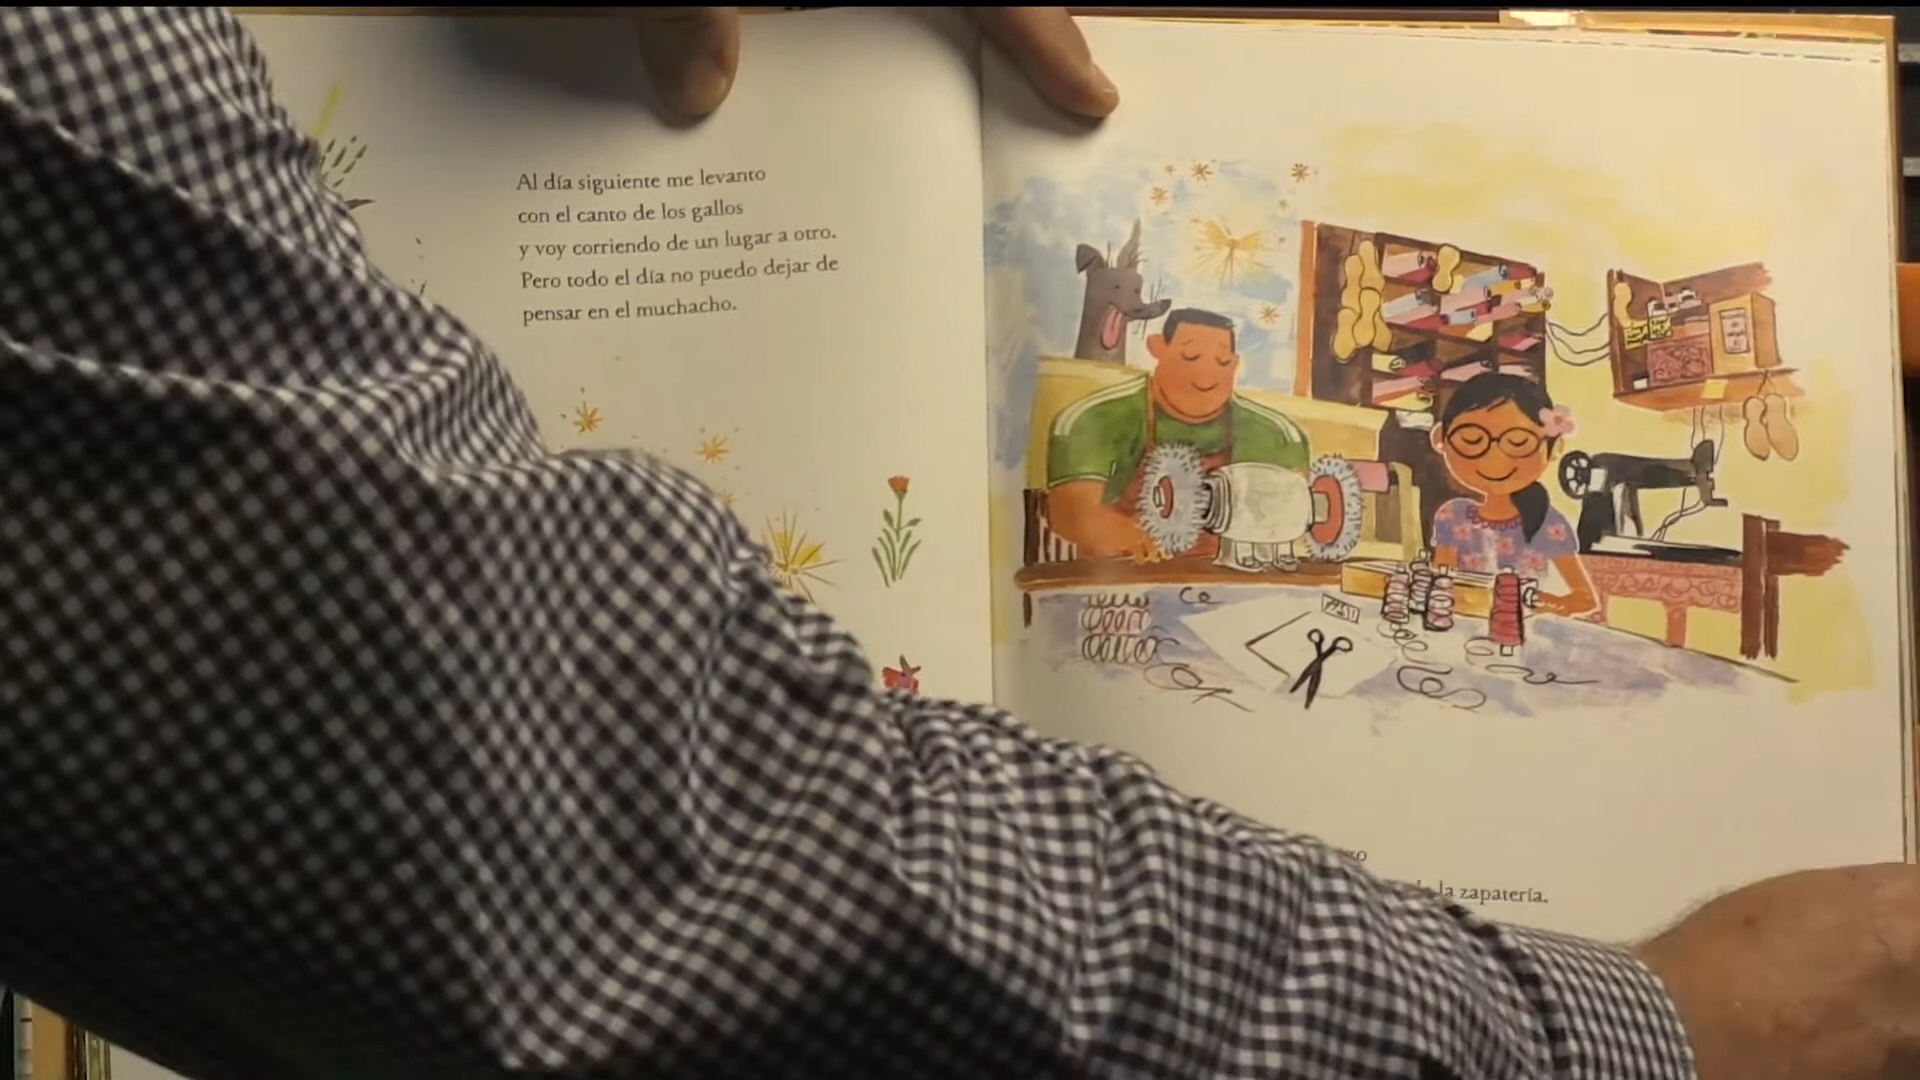 Al día siguiente me levanto
con el canto de los gallos
y voy corriendo de un lugar a otro.
Pero todo el día no puedo dejar de
pensar en el muchacho.
la zapatería.